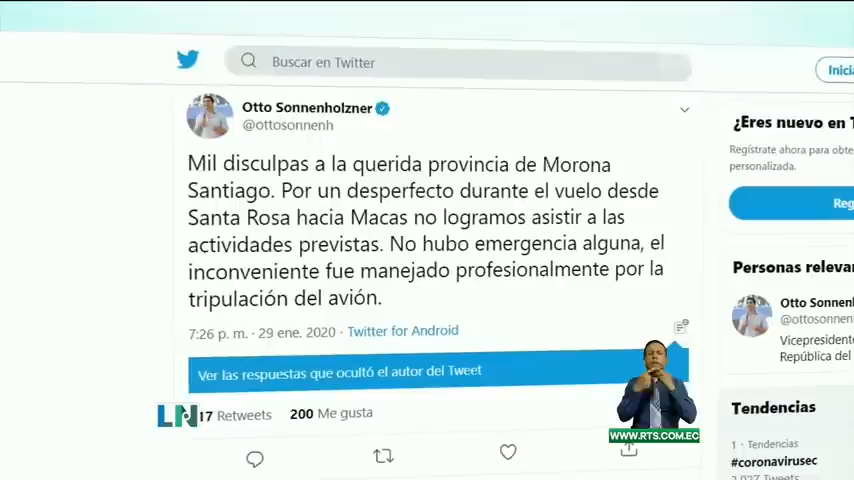 Buscar en Twitter
Inicia
Otto Sonnenholzner
@ottosonnenh
Mil disculpas a la querida provincia de Morona
Santiago. Por un desperfecto durante el vuelo desde
Santa Rosa hacia Macas no logramos asistir a las
actividades previstas. No hubo emergencia alguna, el
inconveniente fue manejado profesionalmente por la
tripulación del avión.
7:26 p. m. · 29 ene. 2020 · Twitter for Android
Ver las respuestas que ocultó el autor del Tweet
LN
17 Retweets 200 Me gusta
WWW.RTS.COM.EC
¿Eres nuevo en T
Regístrate ahora para obte
personalizada.
Reg
Personas relevan
Otto Sonnenh
@ottosonnen
Vicepresidente
República del
Tendencias
1 · Tendencias
#coronavirusec
2.027 Tweets